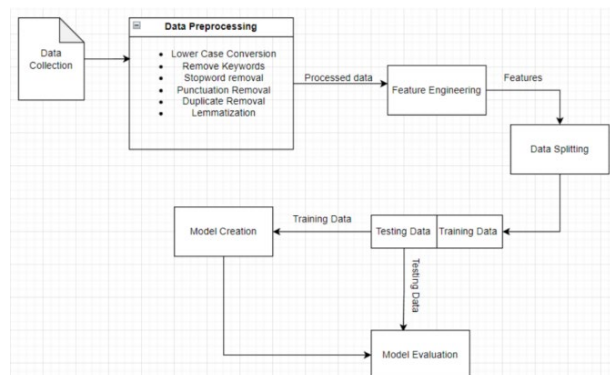 Data
Collection
Data Preprocessing
Lower Case Conversion
Remove Keywords
Stopword removal
Punctuation Removal
Duplicate Removal
Lemmatization
Processed data
Feature Engineering
Features
Data Splitting
Model Creation
Training Data
Testing Data
Training Data
Testing Data
Model Evaluation